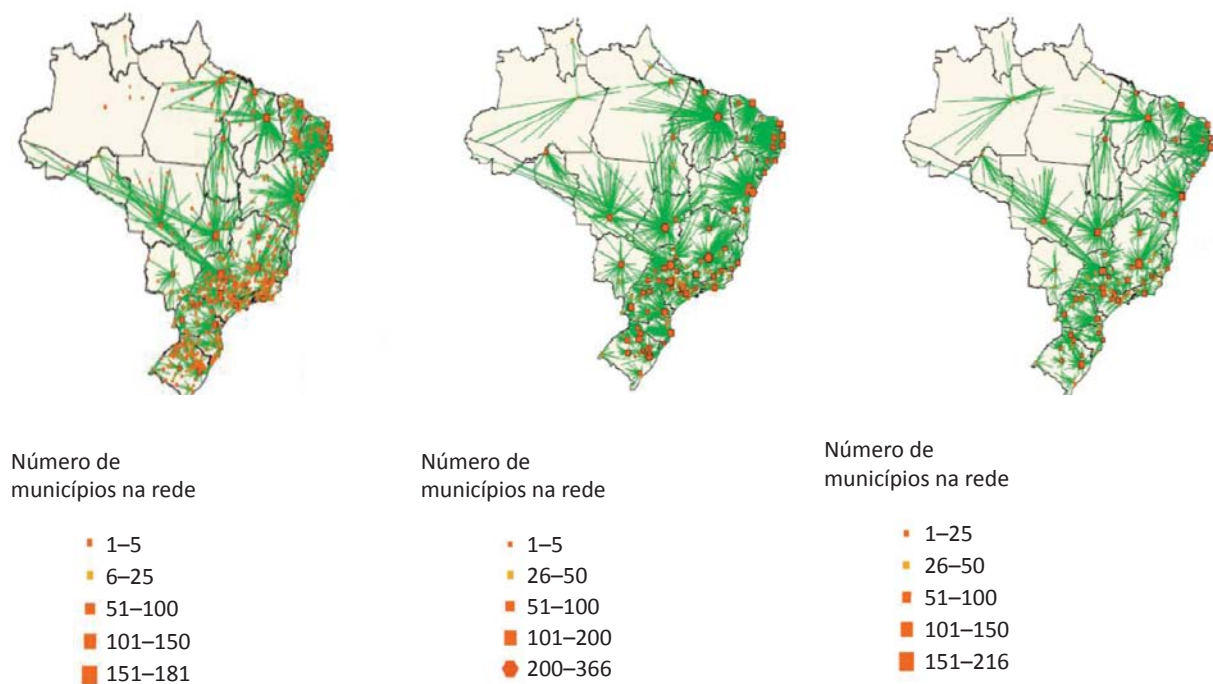 Número de
municípios na rede
1–5
6–25
51–100
101–150
151–181
Número de
municípios na rede
1–5
26–50
51–100
101–200
200–366
Número de
municípios na rede
1–25
26–50
51–100
101–150
151–216